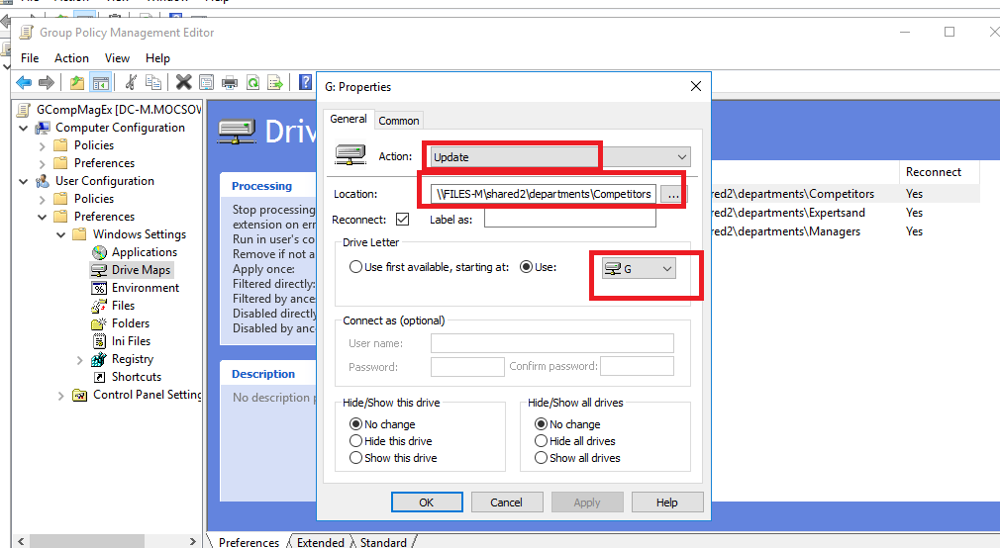 Group Policy Management Editor
File Action View Help
GCompMagEx [DC-M.MOCSOW
Computer Configuration
Policies
Preferences
User Configuration
Policies
Preferences
Windows Settings
Applications
Drive Maps
Environment
Files
Folders
Ini Files
Registry
Shortcuts
Control Panel Setting
Processing
Stop processing
extension on err
Run in user's co
Remove if not a
Apply once:
Filtered directly:
Filtered by ance
Disabled directly
Disabled by ance
Description
No description p
G: Properties
General Common
Action: Update
Location: \\FILES-M\shared2\departments\Competitors ...
Reconnect: Label as:
Drive Letter
Use first available, starting at: Use: G
Connect as (optional)
User name:
Password: Confirm password:
Hide/Show this drive
No change
Hide this drive
Show this drive
Hide/Show all drives
No change
Hide all drives
Show all drives
OK Cancel Apply Help
Reconnect
red2\departments\Competitors Yes
red2\departments\Expertsand Yes
red2\departments\Managers Yes
Preferences Extended Standard